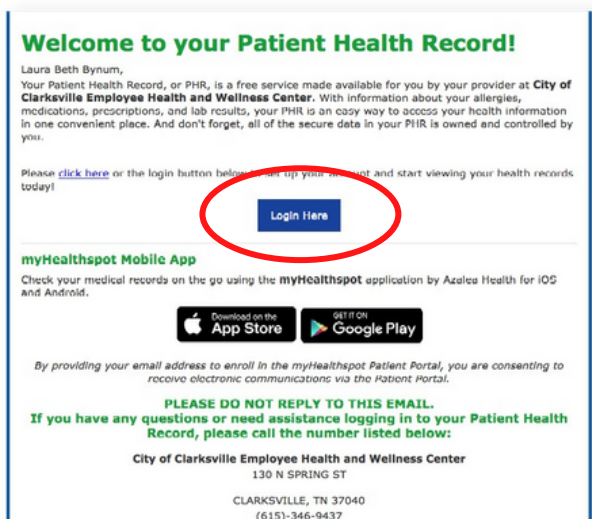 Welcome to your Patient Health Record!
Laura Beth Bynum,
Your Patient Health Record, or PHR, is a free service made available for you by your provider at City of
Clarksville Employee Health and Wellness Center. With information about your allergies,
medications, prescriptions, and lab results, your PHR is an easy way to access your health information
in one convenient place. And don't forget, all of the secure data in your PHR is owned and controlled by
you.
Please click here or the login button below to set up your account and start viewing your health records
today!
Login Here
myHealthspot Mobile App
Check your medical records on the go using the myHealthspot application by Azalea Health for iOS
and Android.
Download on the
App Store
GET IT ON
Google Play
By providing your email address to enroll in the myHealthspot Patient Portal, you are consenting to
receive electronic communications via the Patient Portal.
PLEASE DO NOT REPLY TO THIS EMAIL.
If you have any questions or need assistance logging in to your Patient Health
Record, please call the number listed below:
City of Clarksville Employee Health and Wellness Center
130 N SPRING ST
CLARKSVILLE, TN 37040
(615)-346-9437